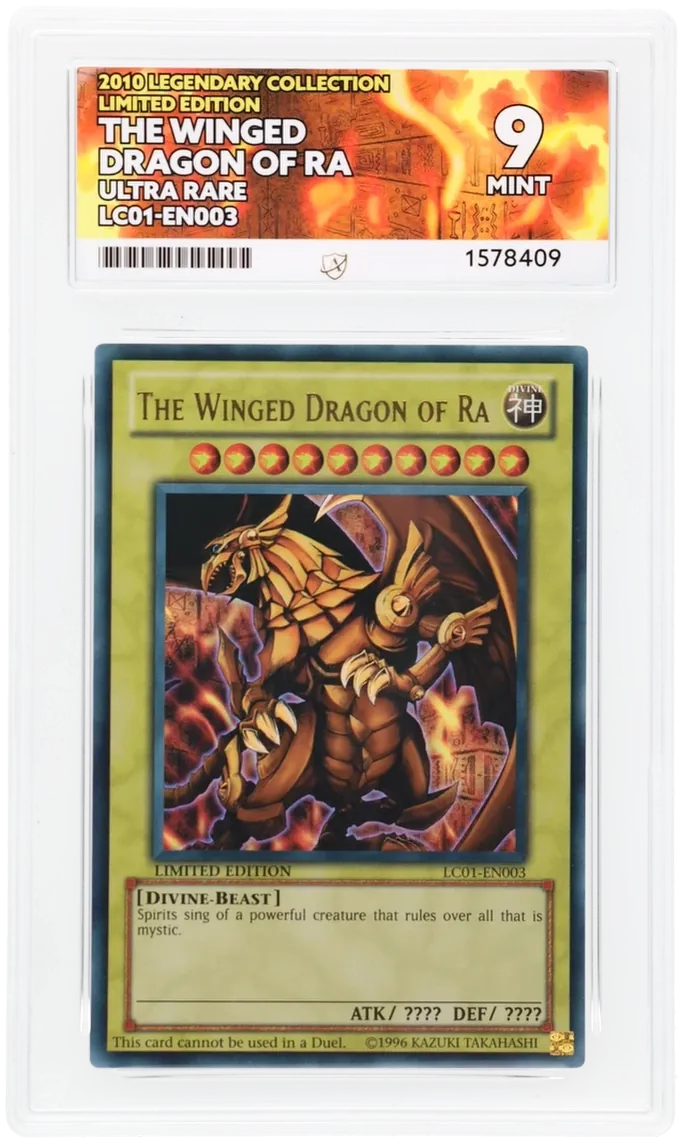 2010 LEGENDARY COLLECTION
LIMITED EDITION
THE WINGED
DRAGON OF RA
ULTRA RARE
LC01-EN003
9
MINT
1578409
THE WINGED DRAGON OF RA
DIVINE
神
LIMITED EDITION
LC01-EN003
[DIVINE-BEAST]
Spirits sing of a powerful creature that rules over all that is
mystic.
ATK/ ???? DEF/ ????
This card cannot be used in a Duel.
©1996 KAZUKI TAKAHASHI